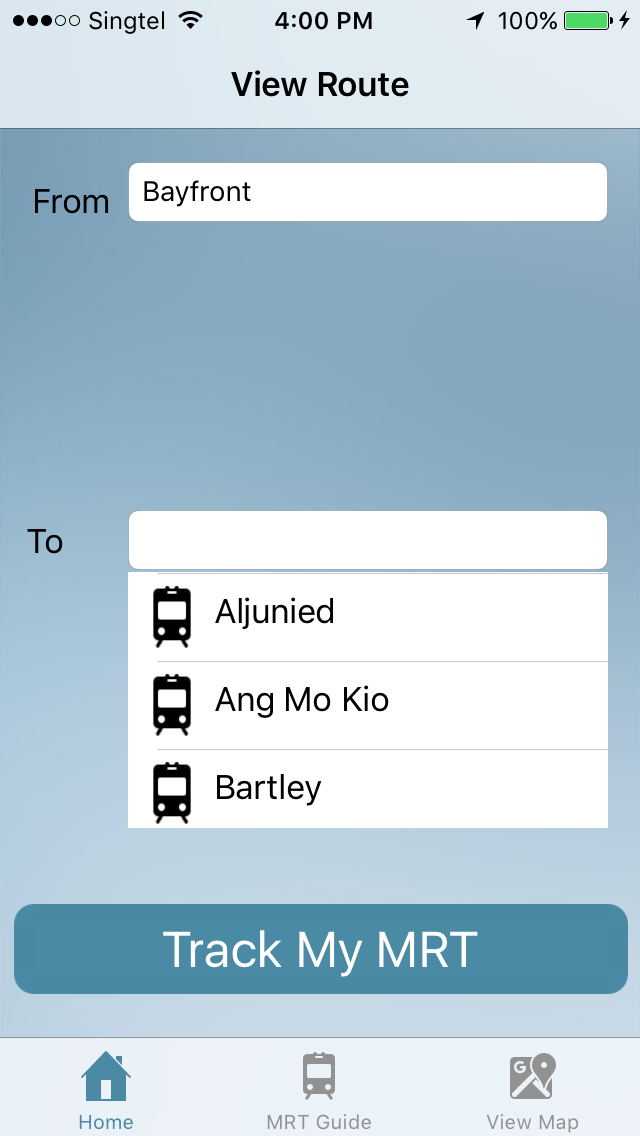 Singtel 4:00 PM 100%
View Route
From Bayfront
To
Aljunied
Ang Mo Kio
Bartley
Track My MRT
G
Home MRT Guide View Map